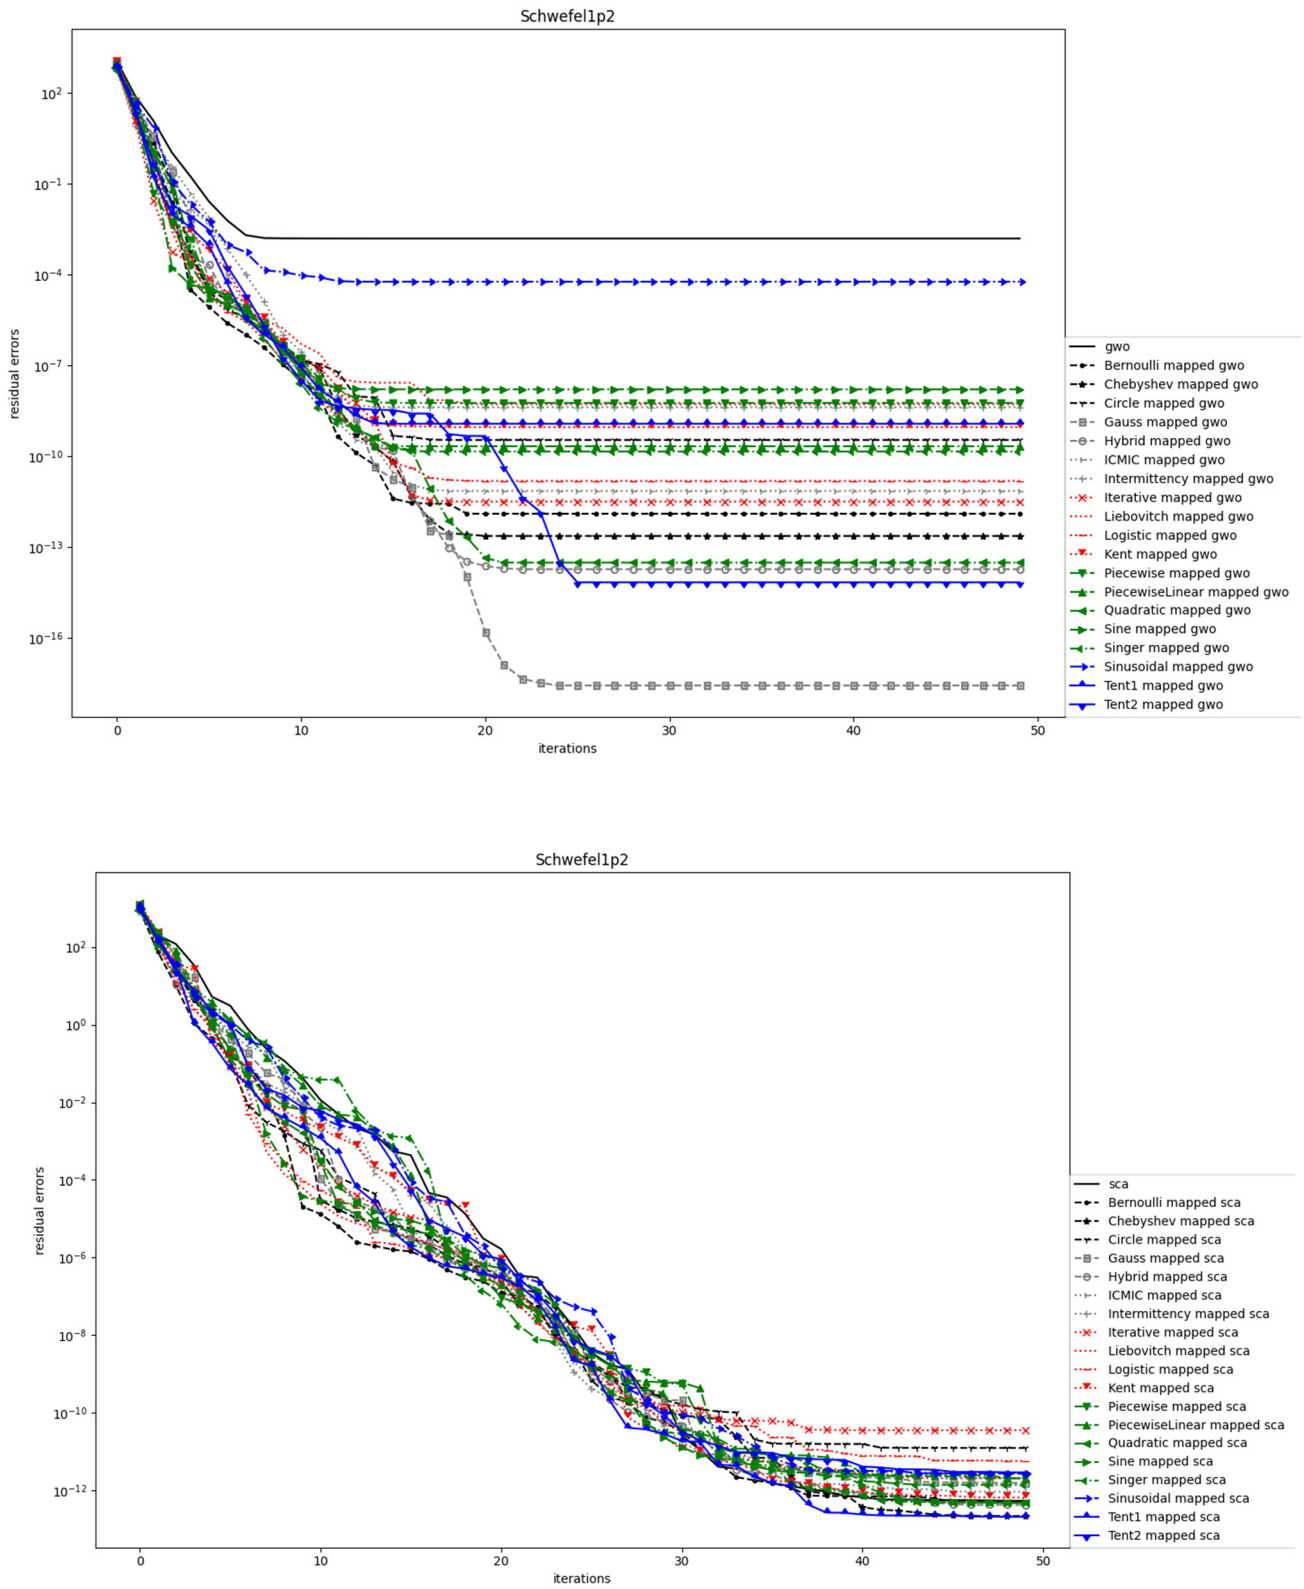 Schwefel1p2
10²
10⁻¹
10⁻⁴
10⁻⁷
10⁻¹⁰
10⁻¹³
10⁻¹⁶
residual errors
0 10 20 30 40 50
iterations
gwo
Bernoulli mapped gwo
Chebyshev mapped gwo
Circle mapped gwo
Gauss mapped gwo
Hybrid mapped gwo
ICMIC mapped gwo
Intermittency mapped gwo
Iterative mapped gwo
Liebovitch mapped gwo
Logistic mapped gwo
Kent mapped gwo
Piecewise mapped gwo
PiecewiseLinear mapped gwo
Quadratic mapped gwo
Sine mapped gwo
Singer mapped gwo
Sinusoidal mapped gwo
Tent1 mapped gwo
Tent2 mapped gwo
Schwefel1p2
10²
10⁰
10⁻²
10⁻⁴
10⁻⁶
10⁻⁸
10⁻¹⁰
10⁻¹²
residual errors
0 10 20 30 40 50
iterations
sca
Bernoulli mapped sca
Chebyshev mapped sca
Circle mapped sca
Gauss mapped sca
Hybrid mapped sca
ICMIC mapped sca
Intermittency mapped sca
Iterative mapped sca
Liebovitch mapped sca
Logistic mapped sca
Kent mapped sca
Piecewise mapped sca
PiecewiseLinear mapped sca
Quadratic mapped sca
Sine mapped sca
Singer mapped sca
Sinusoidal mapped sca
Tent1 mapped sca
Tent2 mapped sca